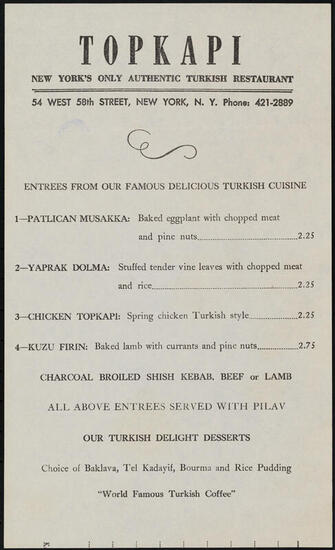 TOPKAPI
NEW YORK'S ONLY AUTHENTIC TURKISH RESTAURANT
54 WEST 58th STREET, NEW YORK, N. Y. Phone: 421-2889
ENTREES FROM OUR FAMOUS DELICIOUS TURKISH CUISINE
1—PATLICAN MUSAKKA: Baked eggplant with chopped meat
and pine nuts..........................2.25
2—YAPRAK DOLMA: Stuffed tender vine leaves with chopped meat
and rice..........................2.25
3—CHICKEN TOPKAPI: Spring chicken Turkish style..............2.25
4—KUZU FIRIN: Baked lamb with currants and pine nuts............2.75
CHARCOAL BROILED SHISH KEBAB, BEEF or LAMB
ALL ABOVE ENTREES SERVED WITH PILAV
OUR TURKISH DELIGHT DESSERTS
Choice of Baklava, Tel Kadayif, Bourma and Rice Pudding
"World Famous Turkish Coffee"